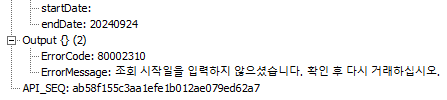 startDate:
endDate: 20240924
Output {} (2)
ErrorCode: 80002310
ErrorMessage: 조회 시작일을 입력하지 않으셨습니다. 확인 후 다시 거래하십시오.
API_SEQ: ab58f155c3aa1efe1b012ae079ed62a7